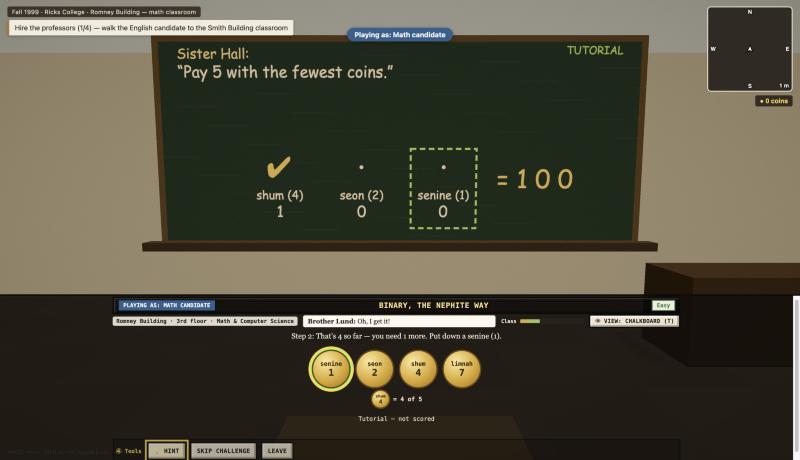 Fall 1999 · Ricks College · Romney Building — math classroom
Hire the professors (1/4) — walk the English candidate to the Smith Building classroom
Playing as: Math candidate
N
W A E
S 1 m
● 0 coins
Sister Hall:
TUTORIAL
“Pay 5 with the fewest coins.”
✔ · ·
shum (4) seon (2) senine (1) = 1 0 0
1 0 0
PLAYING AS: MATH CANDIDATE
BINARY, THE NEPHITE WAY
Easy
Romney Building · 3rd floor · Math & Computer Science
Brother Lund: Oh, I get it!
Class
VIEW: CHALKBOARD (T)
Step 2: That's 4 so far — you need 1 more. Put down a senine (1).
senine seon shum limnah
1 2 4 7
shum
4 = 4 of 5
Tutorial — not scored
Tools
HINT
SKIP CHALLENGE
LEAVE